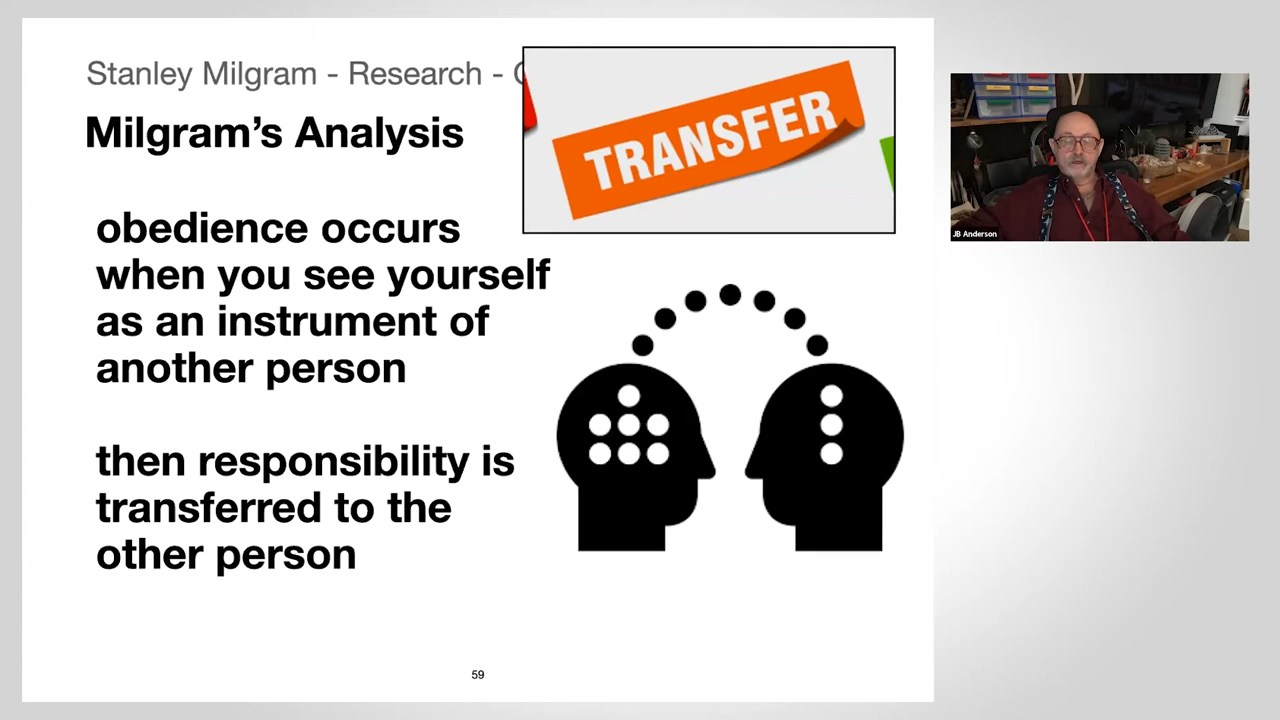 Stanley Milgram - Research -
Milgram's Analysis
TRANSFER
obedience occurs
when you see yourself
as an instrument of
another person
then responsibility is
transferred to the
other person
59
JB Anderson